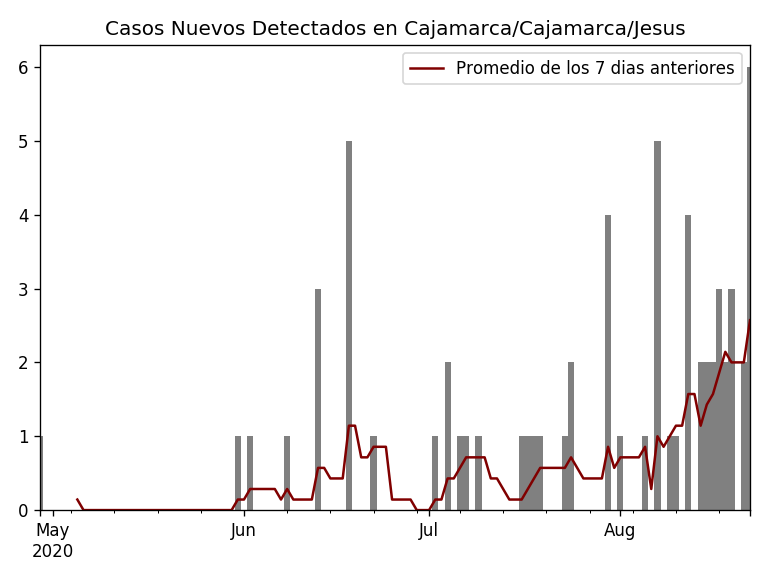 Casos Nuevos Detectados en Cajamarca/Cajamarca/Jesus
Promedio de los 7 dias anteriores
6
5
4
3
2
1
0
May
2020
Jun
Jul
Aug